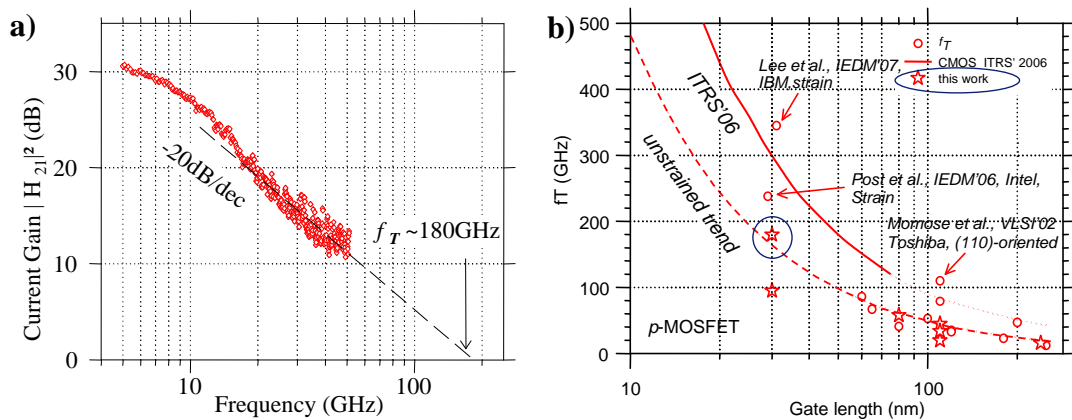 a)
30
20
10
0
Current Gain | H21|² (dB)
-20dB/dec
fT ~180GHz
10
100
Frequency (GHz)
b)
500
400
300
200
100
0
fT (GHz)
fT
CMOS ITRS' 2006
this work
Lee et al., IEDM'07,
IBM,strain
ITRS'06
unstrained trend
Post et al., IEDM'06, Intel,
Strain
Momose et al., VLSI'02
Toshiba, (110)-oriented
p-MOSFET
10
100
Gate length (nm)